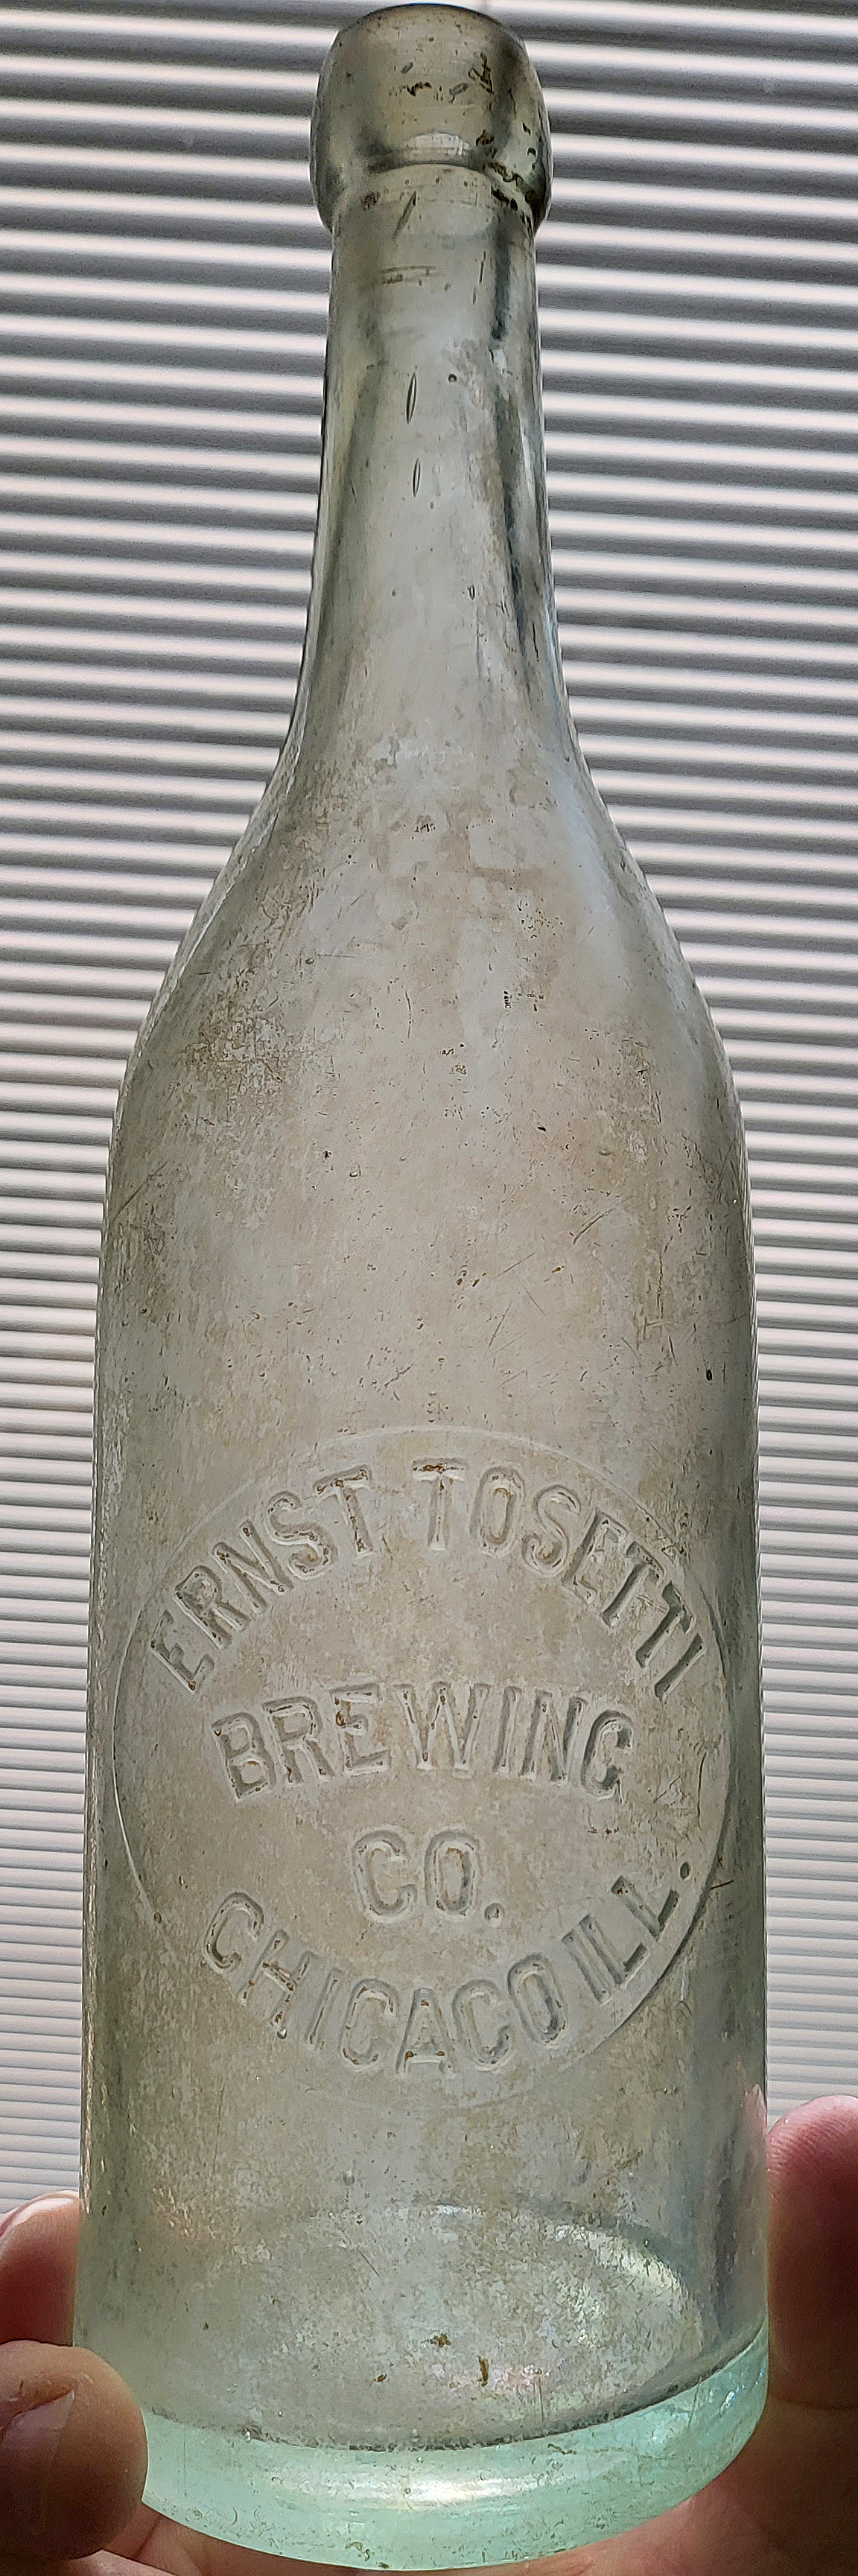 ERNST TOSETTI
BREWING
CO.
CHICAGO ILL.